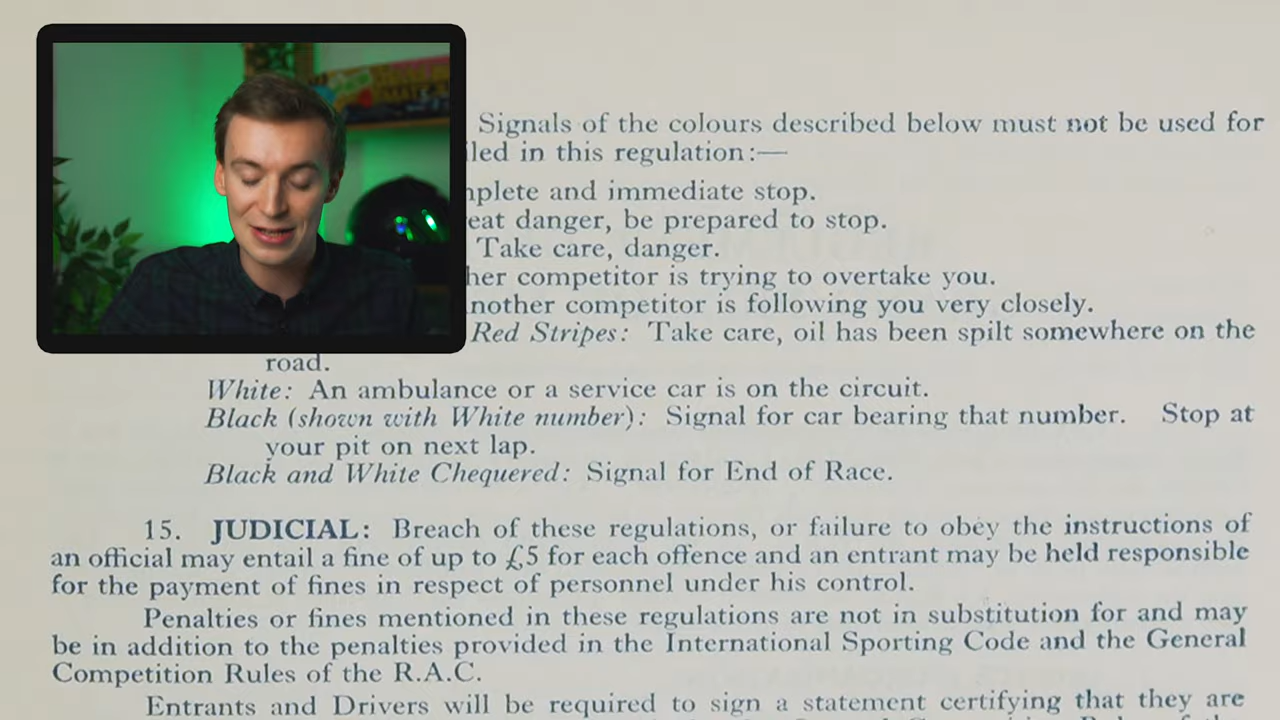 Signals of the colours described below must not be used for
in this regulation:—
and immediate stop.
danger, be prepared to stop.
Take care, danger.
competitor is trying to overtake you.
competitor is following you very closely.
Red Stripes: Take care, oil has been spilt somewhere on the
road.
White: An ambulance or a service car is on the circuit.
Black (shown with White number): Signal for car bearing that number. Stop at
your pit on next lap.
Black and White Chequered: Signal for End of Race.
15. JUDICIAL: Breach of these regulations, or failure to obey the instructions of
an official may entail a fine of up to £5 for each offence and an entrant may be held responsible
for the payment of fines in respect of personnel under his control.
Penalties or fines mentioned in these regulations are not in substitution for and may
be in addition to the penalties provided in the International Sporting Code and the General
Competition Rules of the R.A.C.
Entrants and Drivers will be required to sign a statement certifying that they are